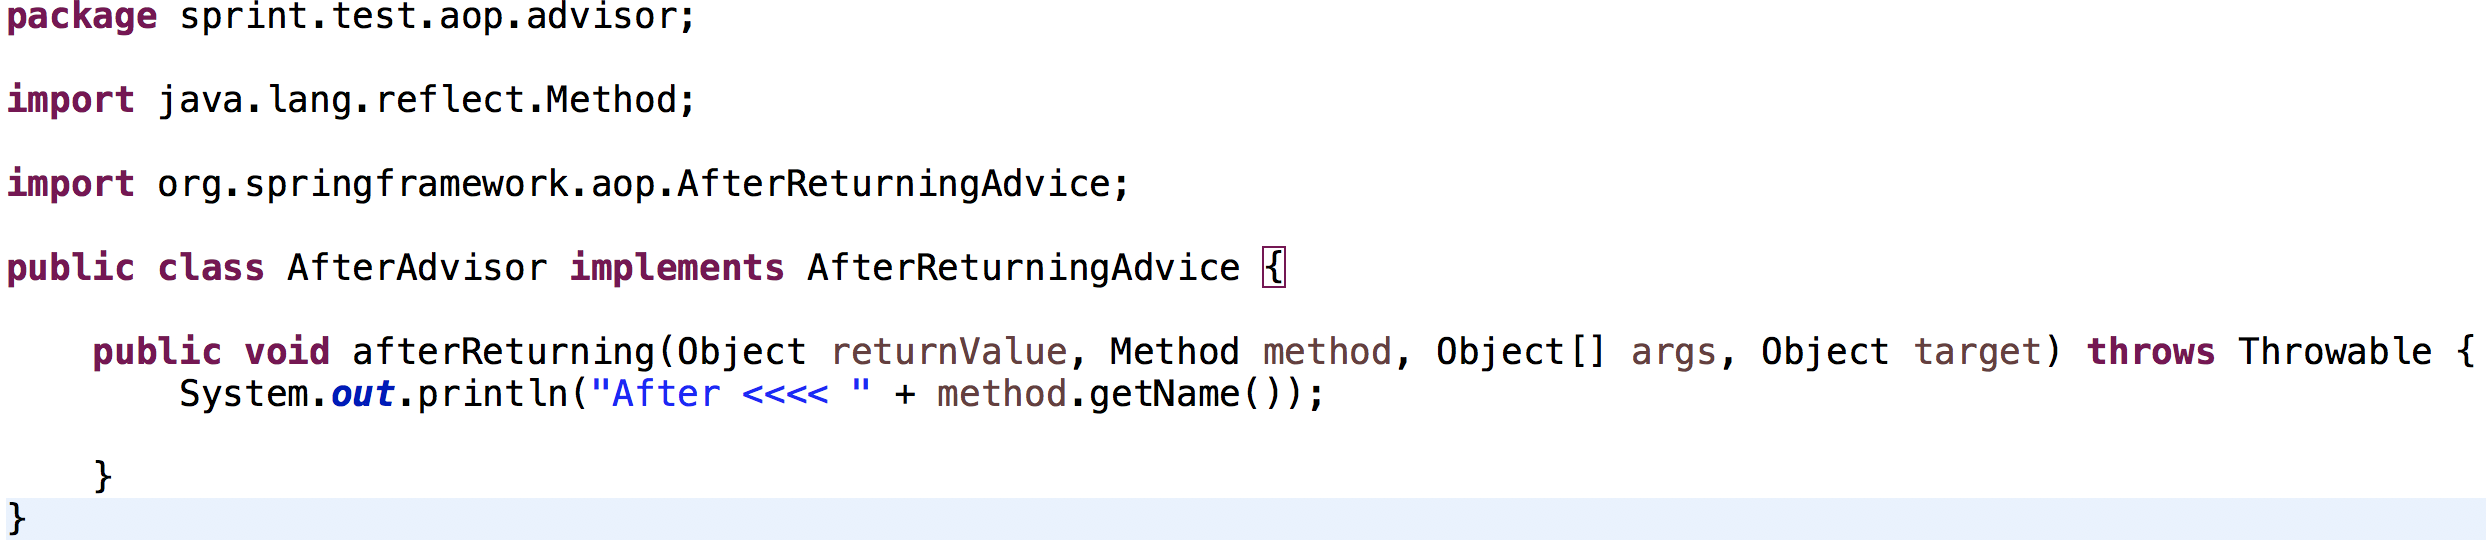 package sprint.test.aop.advisor;
import java.lang.reflect.Method;
import org.springframework.aop.AfterReturningAdvice;
public class AfterAdvisor implements AfterReturningAdvice {
    public void afterReturning(Object returnValue, Method method, Object[] args, Object target) throws Throwable {
        System.out.println("After <<<< " + method.getName());
    }
}